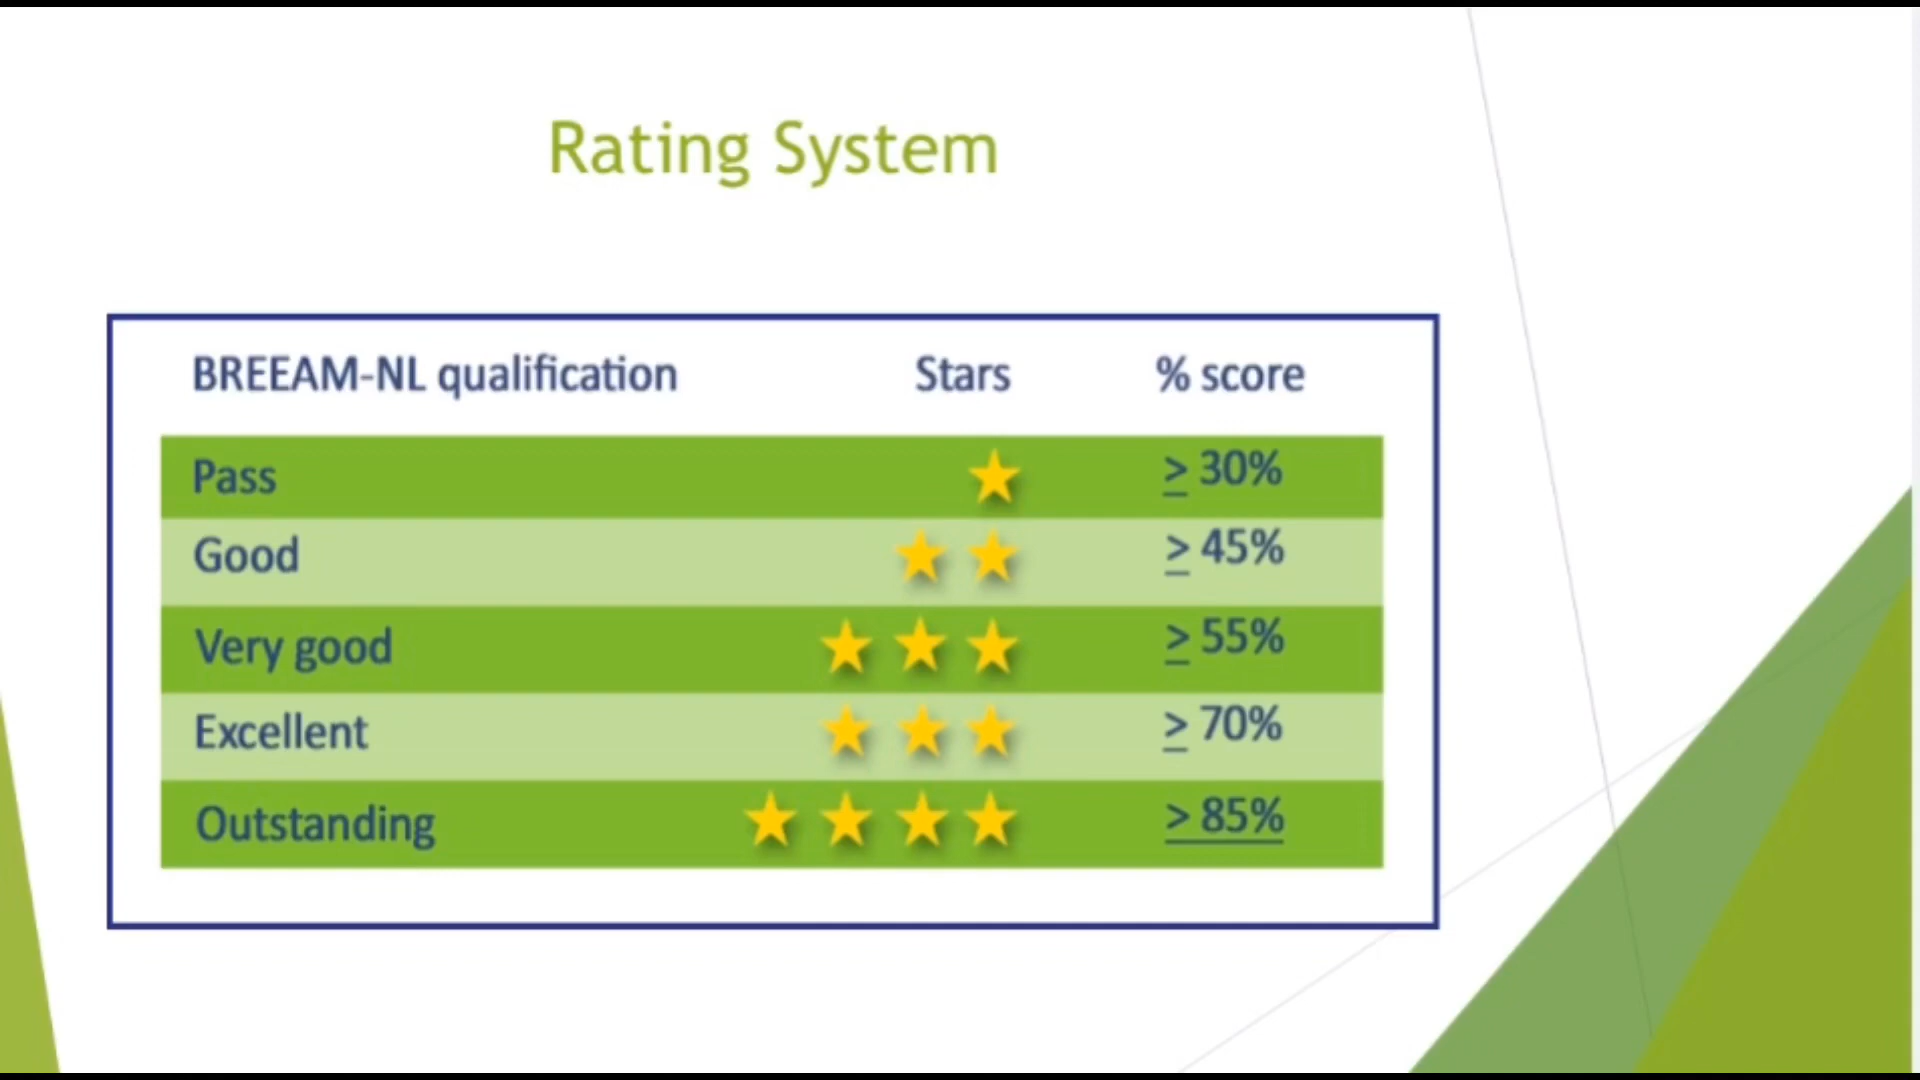 Rating System
BREEAM-NL qualification Stars % score
Pass ≥ 30%
Good ≥ 45%
Very good ≥ 55%
Excellent ≥ 70%
Outstanding ≥ 85%